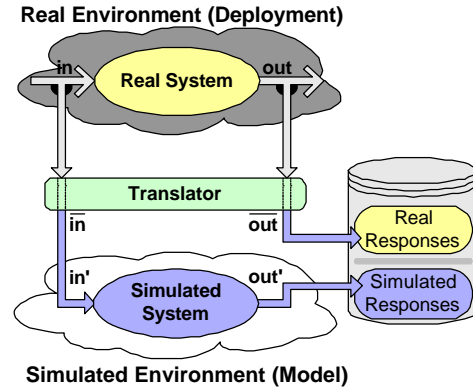 Real Environment (Deployment)
in
out
Real System
Translator
in
out
Real
Responses
in'
out'
Simulated
System
Simulated
Responses
Simulated Environment (Model)